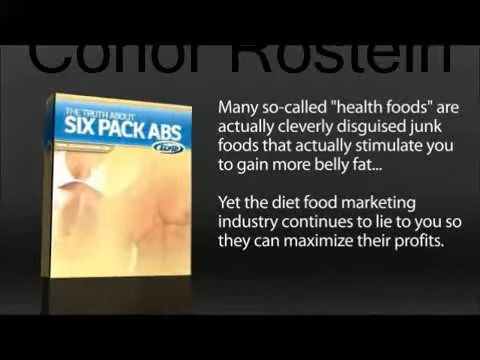 Conor Rostein
THE TRUTH ABOUT
SIX PACK ABS
Many so-called "health foods" are
actually cleverly disguised junk
foods that actually stimulate you
to gain more belly fat...
Yet the diet food marketing
industry continues to lie to you so
they can maximize their profits.